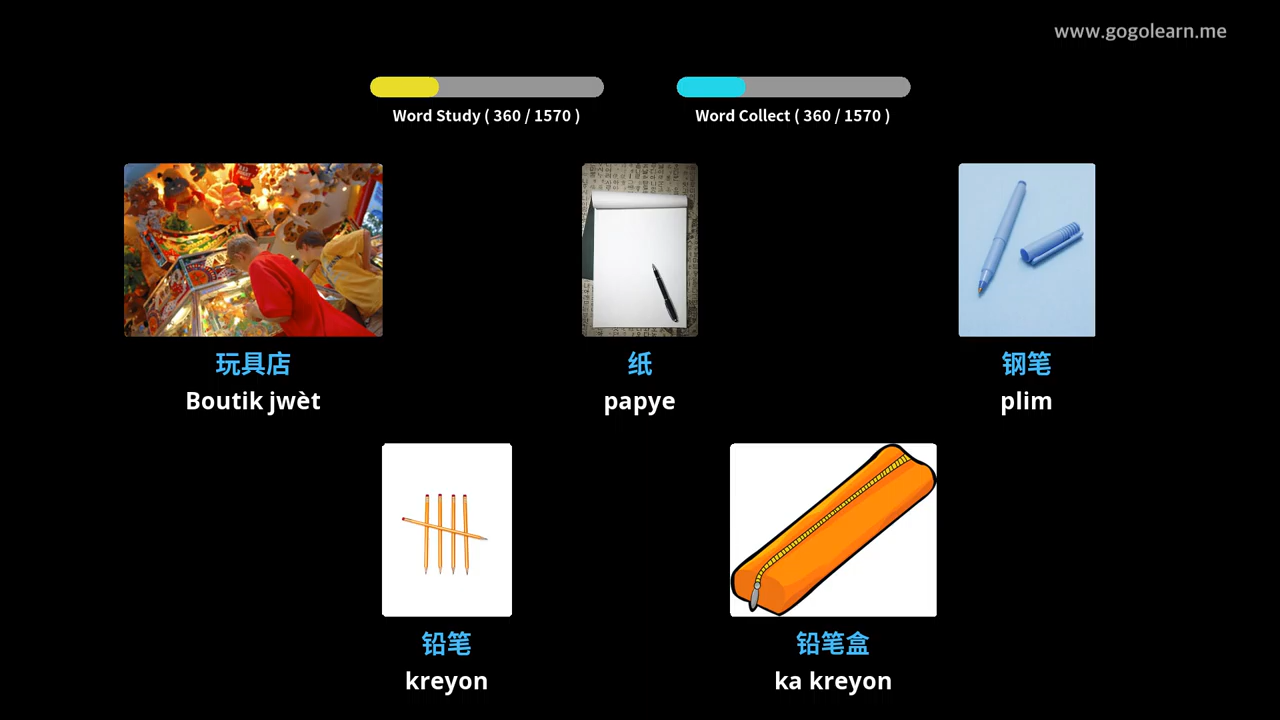 www.gogolearn.me
Word Study ( 360 / 1570 )
Word Collect ( 360 / 1570 )
玩具店
Boutik jwèt
纸
papye
钢笔
plim
铅笔
kreyon
铅笔盒
ka kreyon